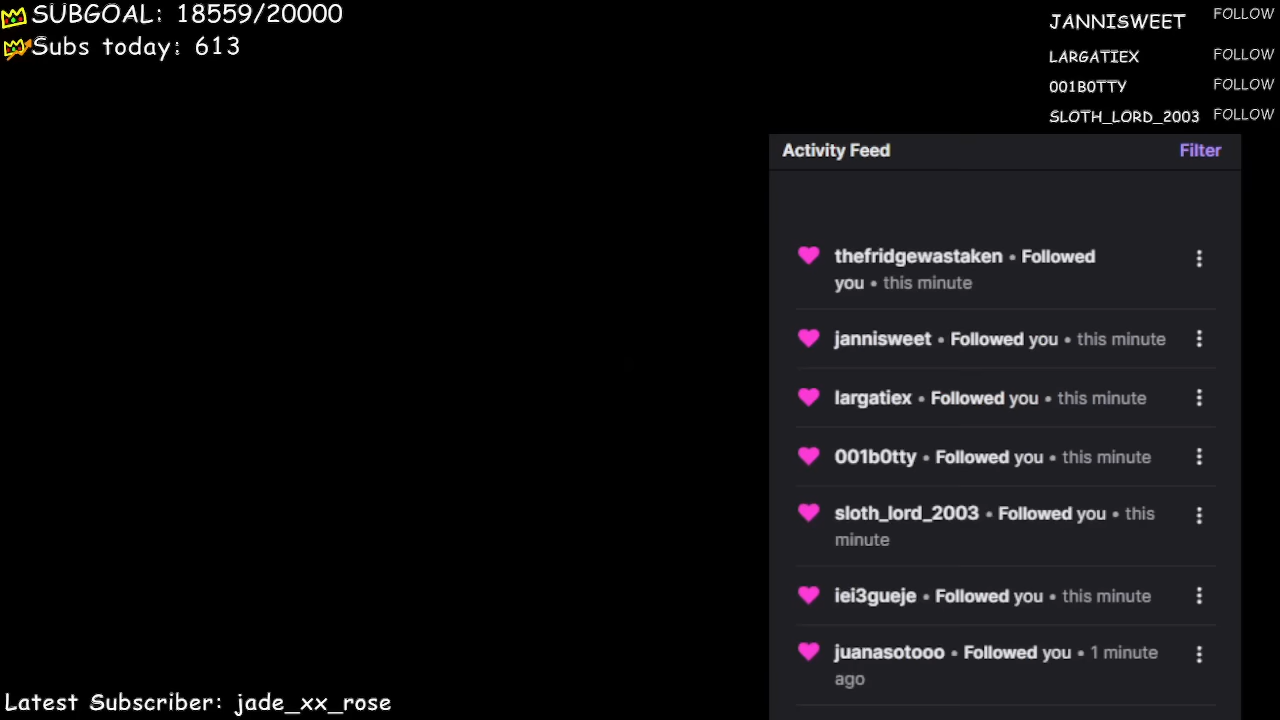 SUBGOAL: 18559/20000
Subs today: 613
JANNISWEET FOLLOW
LARGATIEX FOLLOW
001B0TTY FOLLOW
SLOTH_LORD_2003 FOLLOW
Activity Feed Filter
thefridgewastaken • Followed
you • this minute
jannisweet • Followed you • this minute
largatiex • Followed you • this minute
001b0tty • Followed you • this minute
sloth_lord_2003 • Followed you • this
minute
iei3gueje • Followed you • this minute
juanasotooo • Followed you • 1 minute
ago
Latest Subscriber: jade_xx_rose